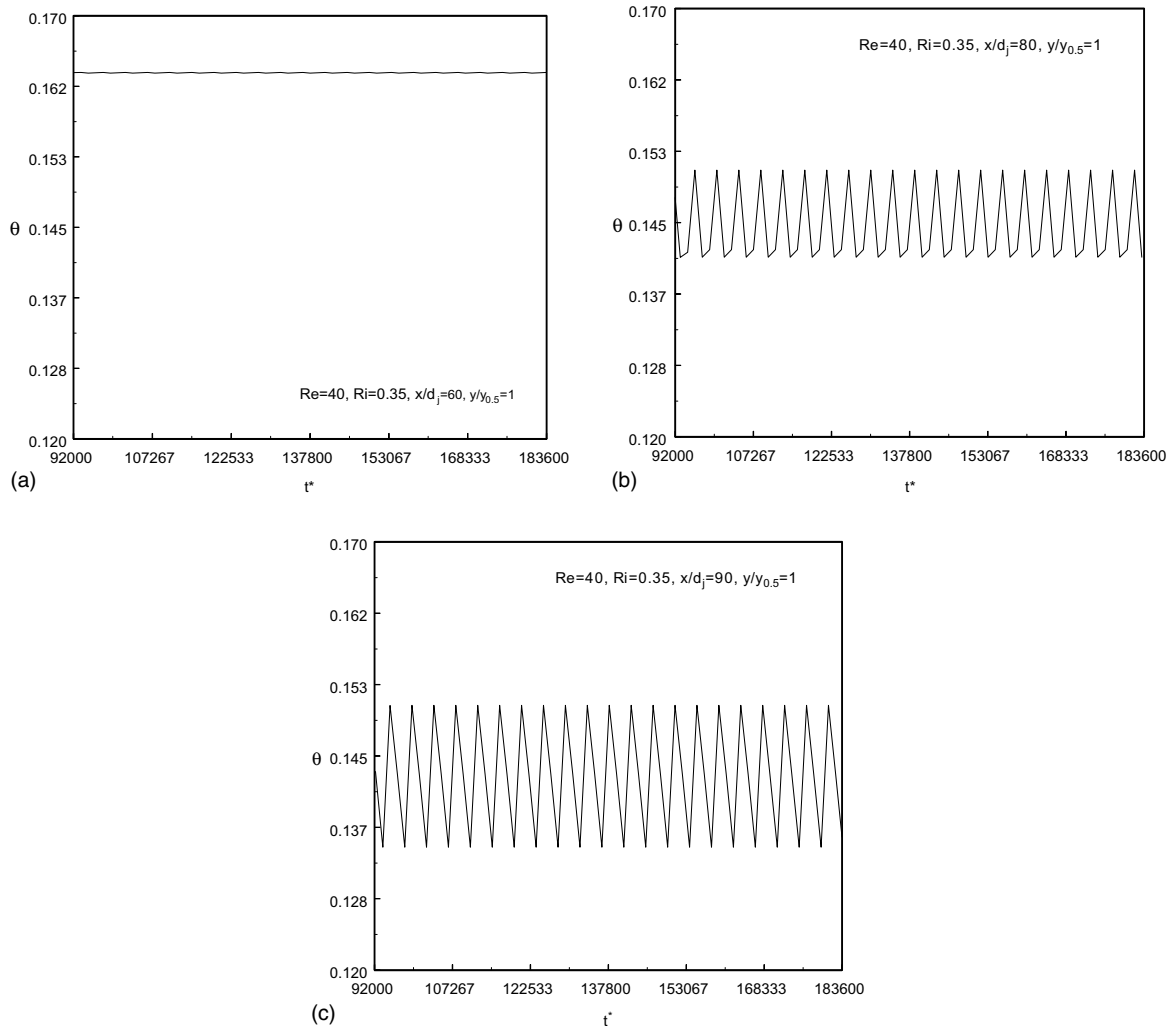 0.170
0.162
0.153
θ 0.145
0.137
0.128
0.120
Re=40, Ri=0.35, x/dj=60, y/y0.5=1
92000 107267 122533 137800 153067 168333 183600
(a)
t*
0.170
Re=40, Ri=0.35, x/dj=80, y/y0.5=1
0.162
0.153
θ 0.145
0.137
0.128
0.120
92000 107267 122533 137800 153067 168333 183600
(b)
t*
0.170
Re=40, Ri=0.35, x/dj=90, y/y0.5=1
0.162
0.153
θ 0.145
0.137
0.128
0.120
92000 107267 122533 137800 153067 168333 183600
(c)
t*